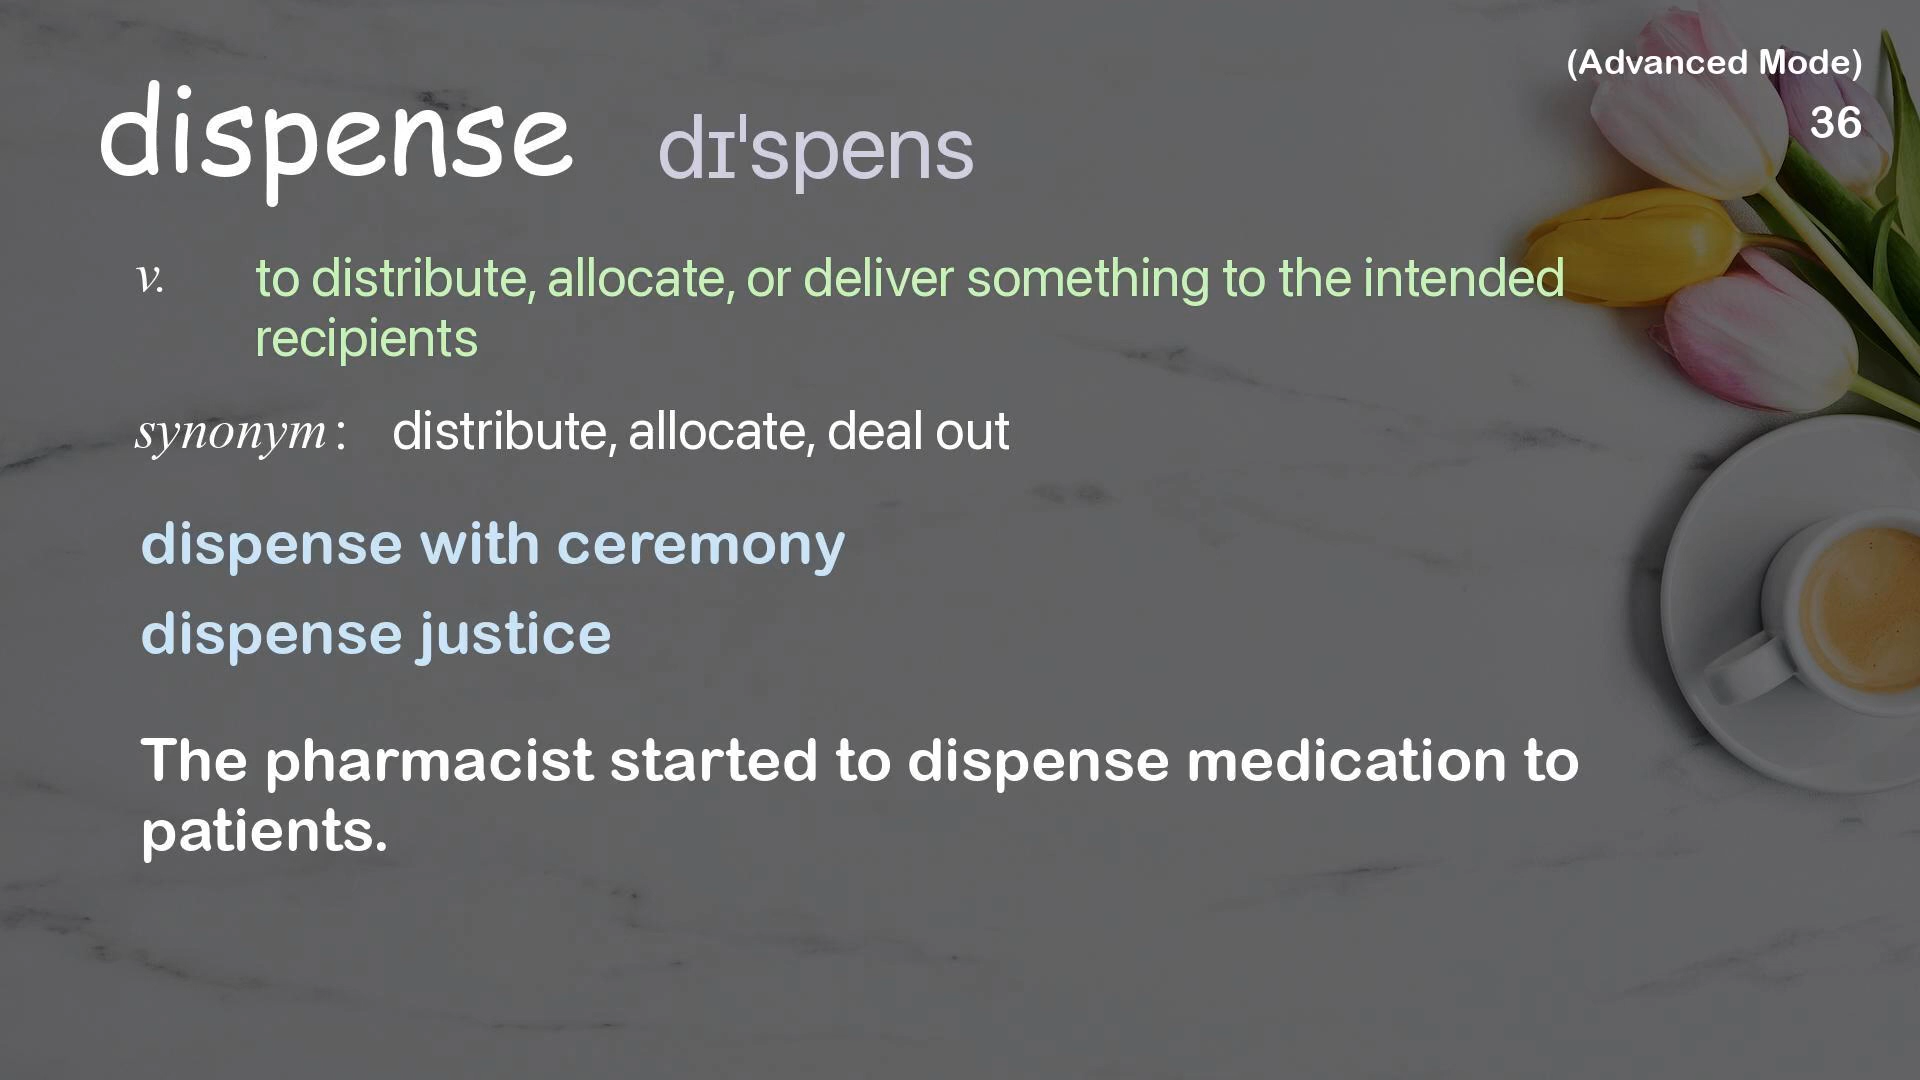 (Advanced Mode)
36
dispense dɪˈspens
v. to distribute, allocate, or deliver something to the intended
recipients
synonym: distribute, allocate, deal out
dispense with ceremony
dispense justice
The pharmacist started to dispense medication to
patients.